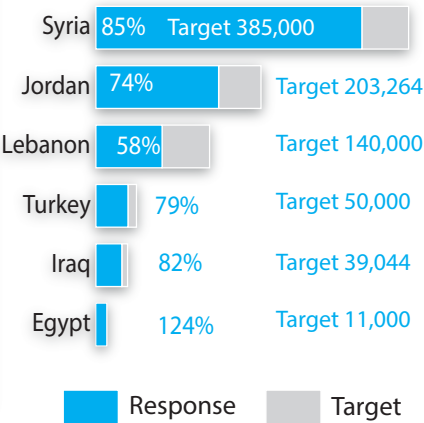 Syria 85% Target 385,000
Jordan 74% Target 203,264
Lebanon 58% Target 140,000
Turkey 79% Target 50,000
Iraq 82% Target 39,044
Egypt 124% Target 11,000
Response Target